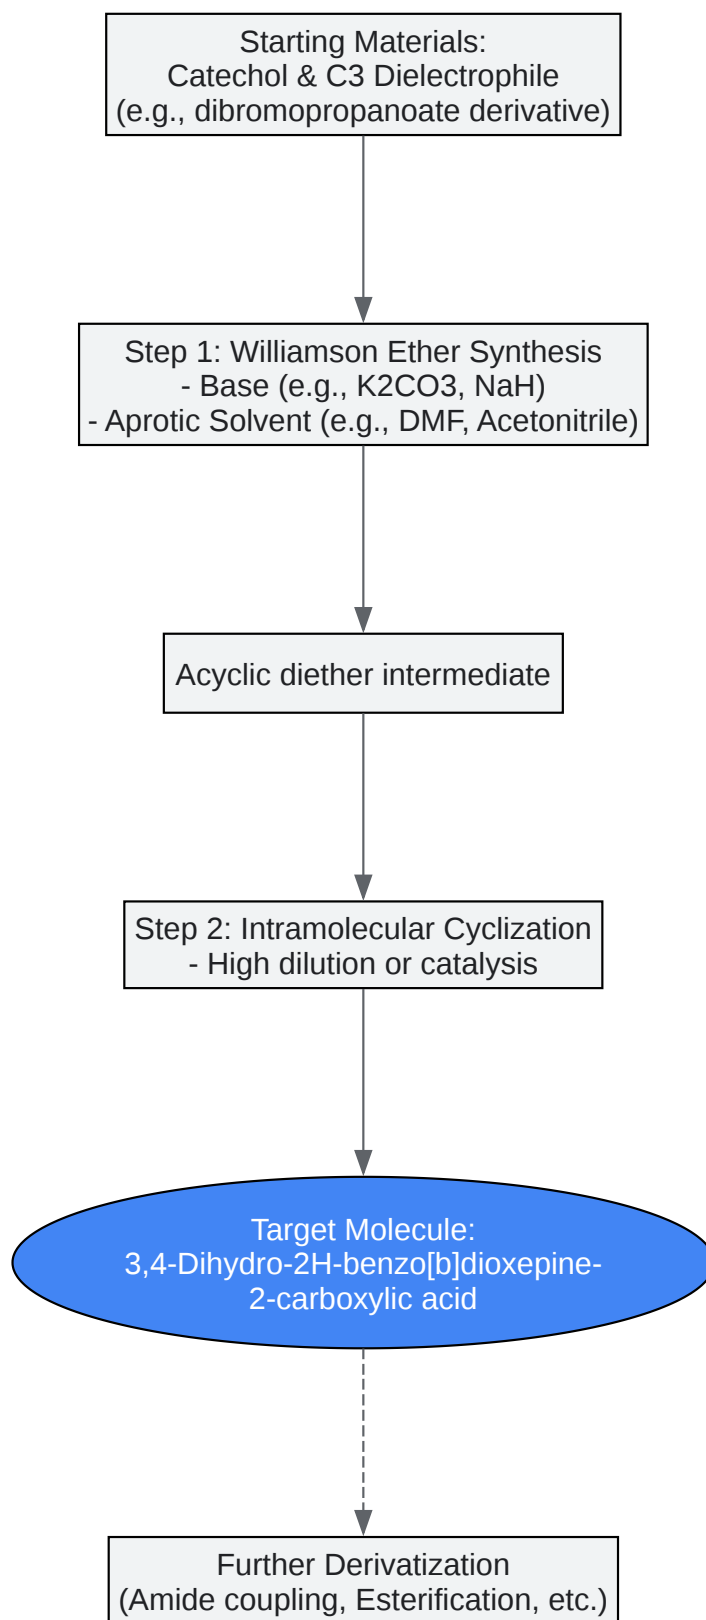 Starting Materials:
Catechol & C3 Dielectrophile
(e.g., dibromopropanoate derivative)
Step 1: Williamson Ether Synthesis
- Base (e.g., K2CO3, NaH)
- Aprotic Solvent (e.g., DMF, Acetonitrile)
Acyclic diether intermediate
Step 2: Intramolecular Cyclization
- High dilution or catalysis
Target Molecule:
3,4-Dihydro-2H-benzo[b]dioxepine-
2-carboxylic acid
Further Derivatization
(Amide coupling, Esterification, etc.)